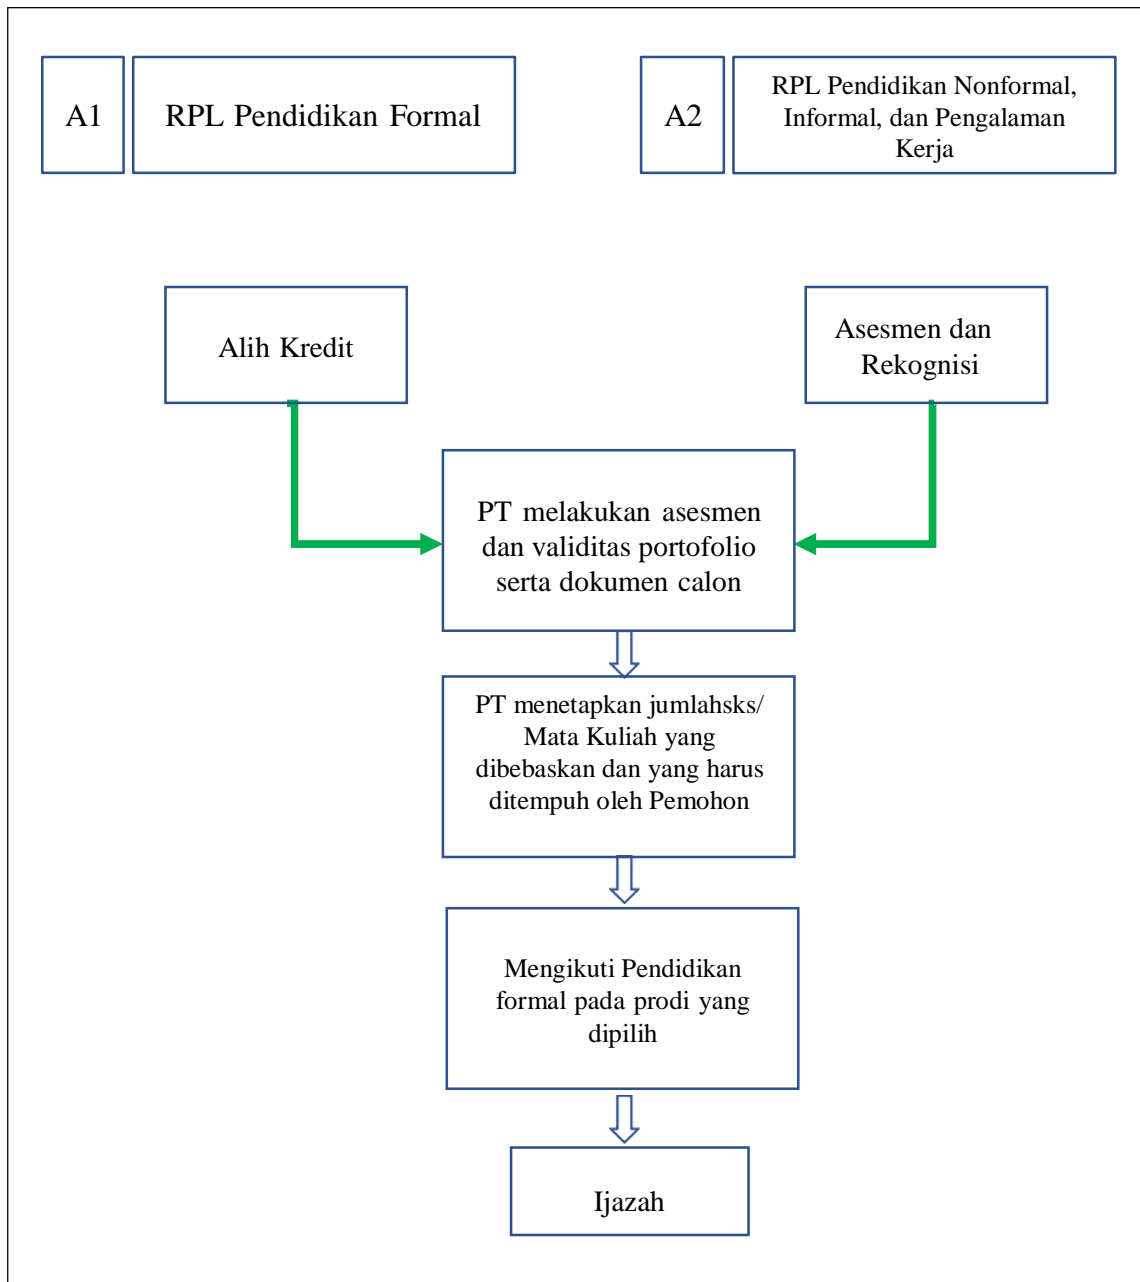 A1
RPL Pendidikan Formal
A2
RPL Pendidikan Nonformal,
Informal, dan Pengalaman
Kerja
Alih Kredit
Asesmen dan
Rekognisi
PT melakukan asesmen
dan validitas portofolio
serta dokumen calon
PT menetapkan jumlahsks/
Mata Kuliah yang
dibebaskan dan yang harus
ditempuh oleh Pemohon
Mengikuti Pendidikan
formal pada prodi yang
dipilih
Ijazah